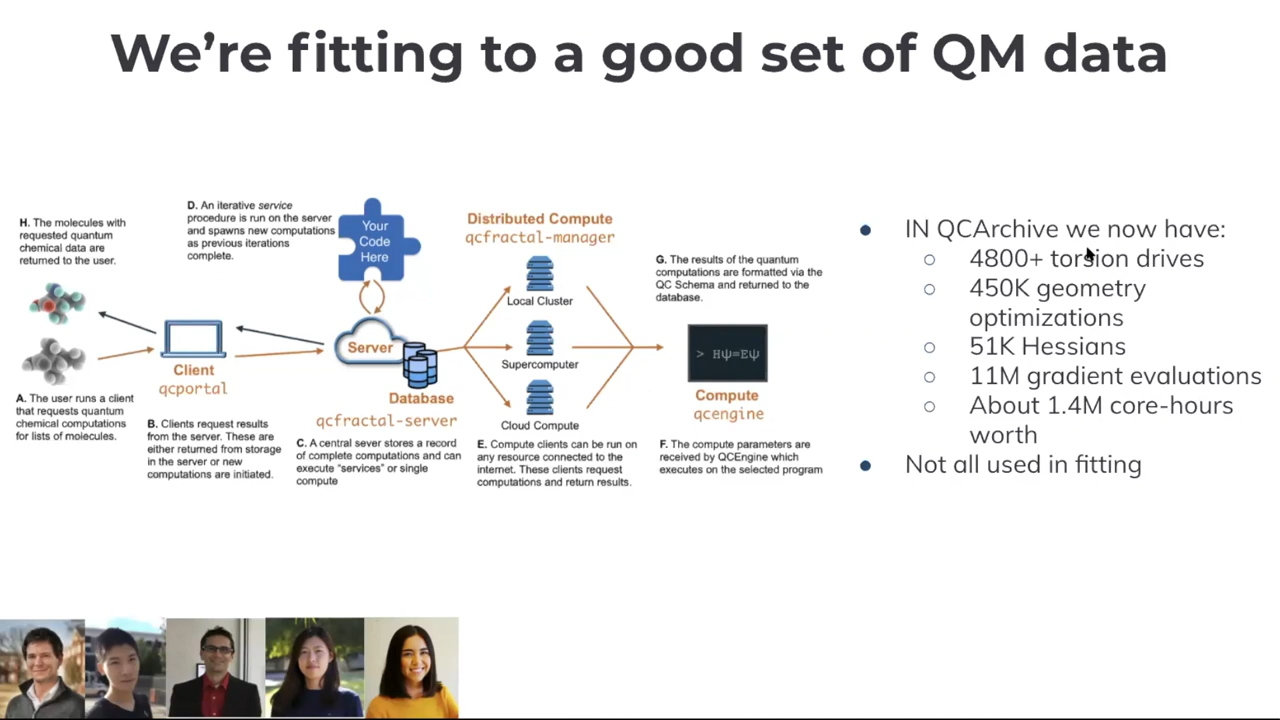 We're fitting to a good set of QM data
H. The molecules with
requested quantum
chemical data are
returned to the user.
D. An iterative service
procedure is run on the server
and spawns new computations
as previous iterations
complete.
Your
Code
Here
Distributed Compute
qcfractal-manager
Local Cluster
Supercomputer
Cloud Compute
G. The results of the quantum
computations are formatted via the
QC Schema and returned to the
database.
> Hψ=Eψ
Compute
qcengine
Client
qcportal
Server
Database
qcfractal-server
A. The user runs a client
that requests quantum
chemical computations
for lists of molecules.
B. Clients request results
from the server. These are
either returned from storage
in the server or new
computations are initiated.
C. A central sever stores a record
of complete computations and can
execute “services” or single
compute
E. Compute clients can be run on
any resource connected to the
internet. These clients request
computations and return results.
F. The compute parameters are
received by QCEngine which
executes on the selected program
● IN QCArchive we now have:
○ 4800+ torsion drives
○ 450K geometry
optimizations
○ 51K Hessians
○ 11M gradient evaluations
○ About 1.4M core-hours
worth
● Not all used in fitting